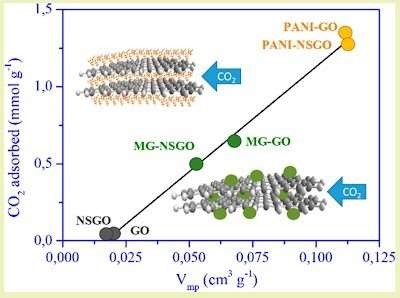 1,5
1,0
0,5
0,0
CO₂ adsorbed (mmol g⁻¹)
PANI-GO
PANI-NSGO
CO₂
MG-NSGO
MG-GO
CO₂
NSGO
GO
0,000 0,025 0,050 0,075 0,100 0,125
Vmp (cm³ g⁻¹)